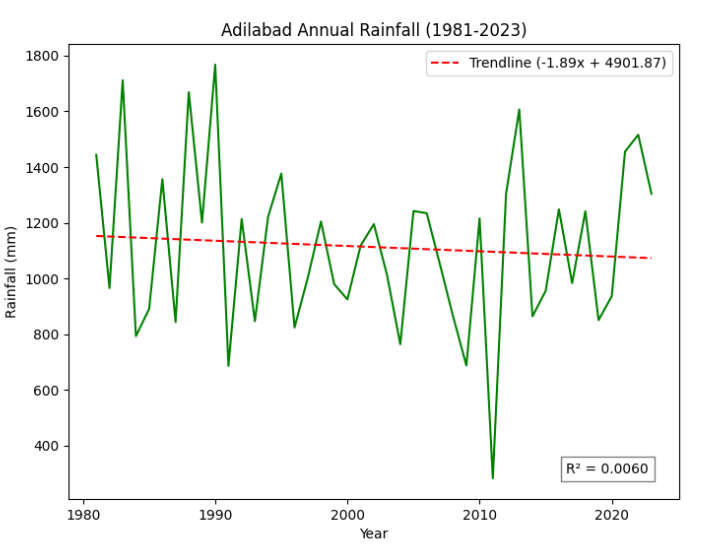 Adilabad Annual Rainfall (1981-2023)
Trendline (-1.89x + 4901.87)
Rainfall (mm)
1800
1600
1400
1200
1000
800
600
400
R² = 0.0060
1980
1990
2000
2010
2020
Year